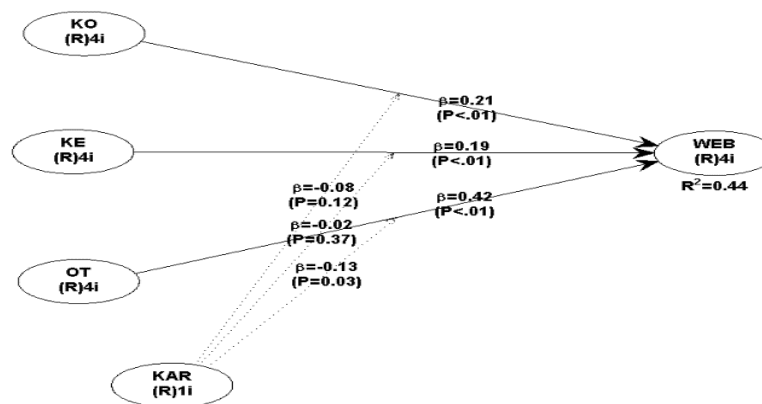 KO
(R)4i
β=0.21
(P<.01)
KE
(R)4i
β=0.19
(P<.01)
WEB
(R)4i
R²=0.44
β=-0.08
(P=0.12)
β=0.42
(P<.01)
β=-0.02
(P=0.37)
OT
(R)4i
β=-0.13
(P=0.03)
KAR
(R)1i